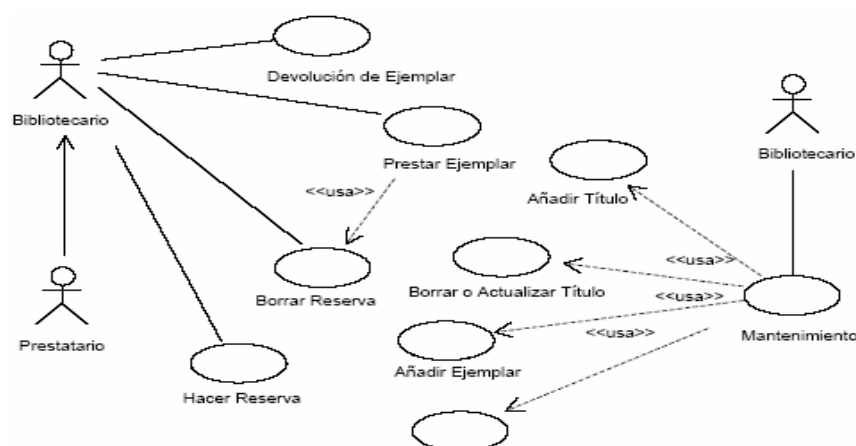 Devolución de Ejemplar
Bibliotecario
Prestar Ejemplar
Bibliotecario
<<usa>>
Añadir Título
<<usa>>
Borrar Reserva
Borrar o Actualizar Título
<<usa>>
<<usa>>
Mantenimiento
Prestatario
Añadir Ejemplar
Hacer Reserva